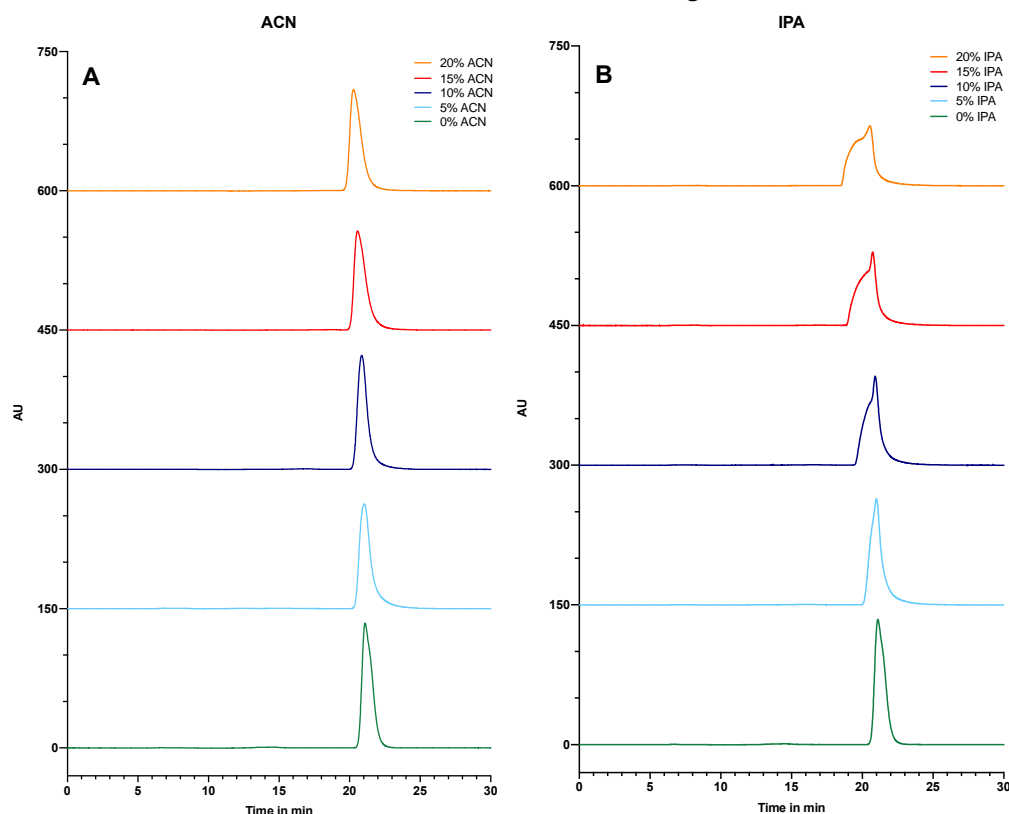 ACN
A
20% ACN
15% ACN
10% ACN
5% ACN
0% ACN
750
600
450
300
150
0
AU
0 5 10 15 20 25 30
Time in min
IPA
B
20% IPA
15% IPA
10% IPA
5% IPA
0% IPA
750
600
450
300
150
0
AU
0 5 10 15 20 25 30
Time in min